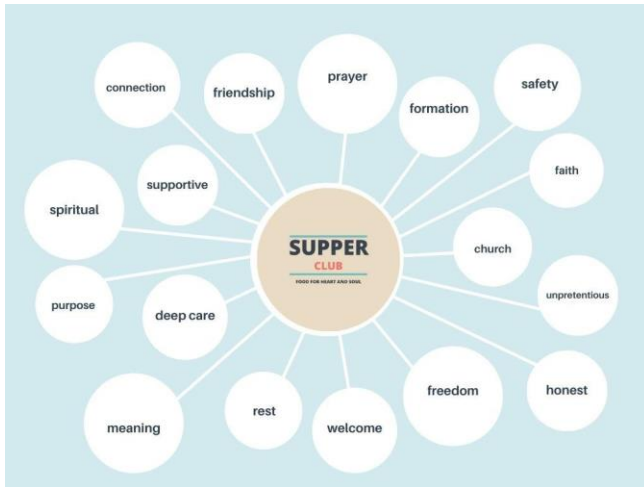 prayer
safety
connection
friendship
formation
faith
supportive
spiritual
SUPPER
CLUB
FOOD FOR HEART AND SOUL
church
purpose
deep care
unpretentious
freedom
honest
rest
meaning
welcome